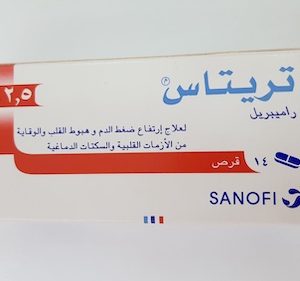 تريتاس®
راميبريل
٢,٥
لعلاج إرتفاع ضغط الدم و هبوط القلب والوقاية
من الأزمات القلبية والسكتات الدماغية
١٤ قرص
SANOFI